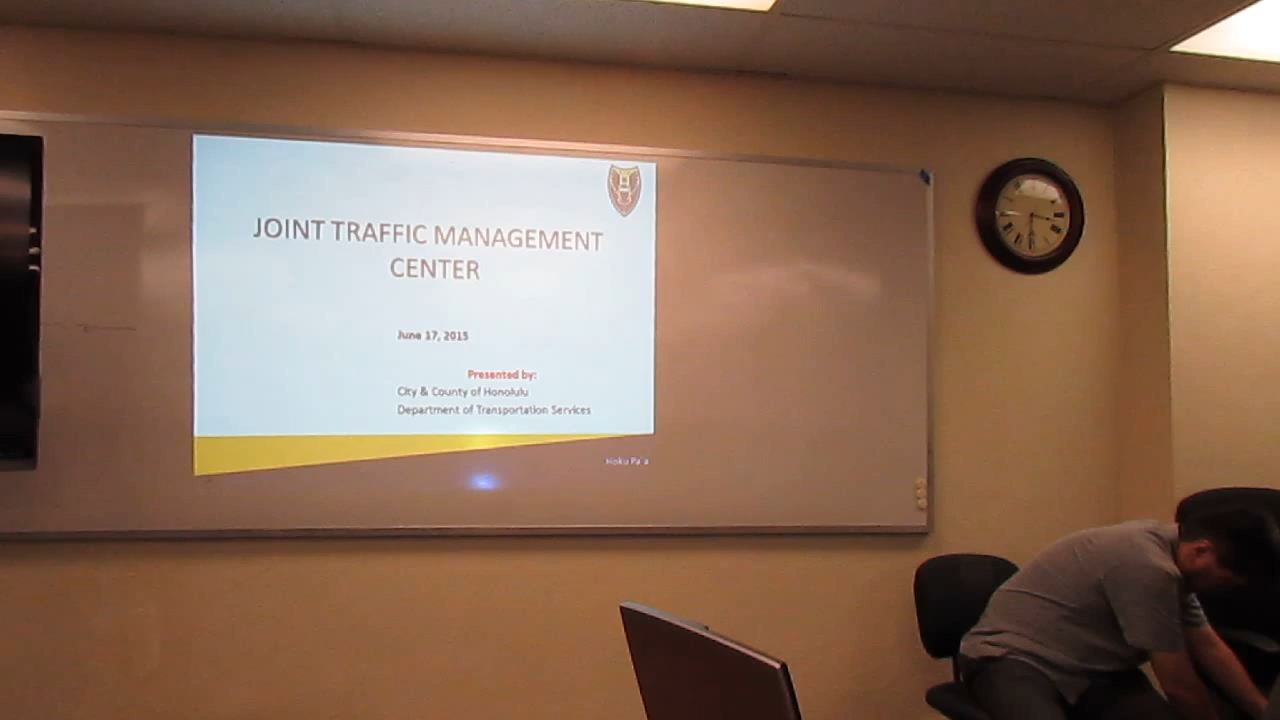 JOINT TRAFFIC MANAGEMENT
CENTER
June 17, 2015
Presented by:
City & County of Honolulu
Department of Transportation Services